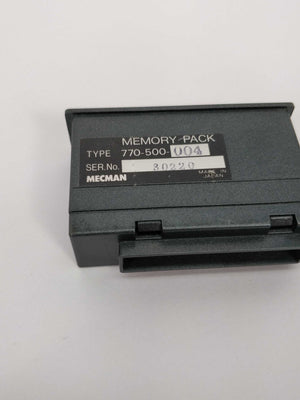 MEMORY PACK
TYPE 770-500-004
SER.No. 30220
MECMAN MADE IN
JAPAN